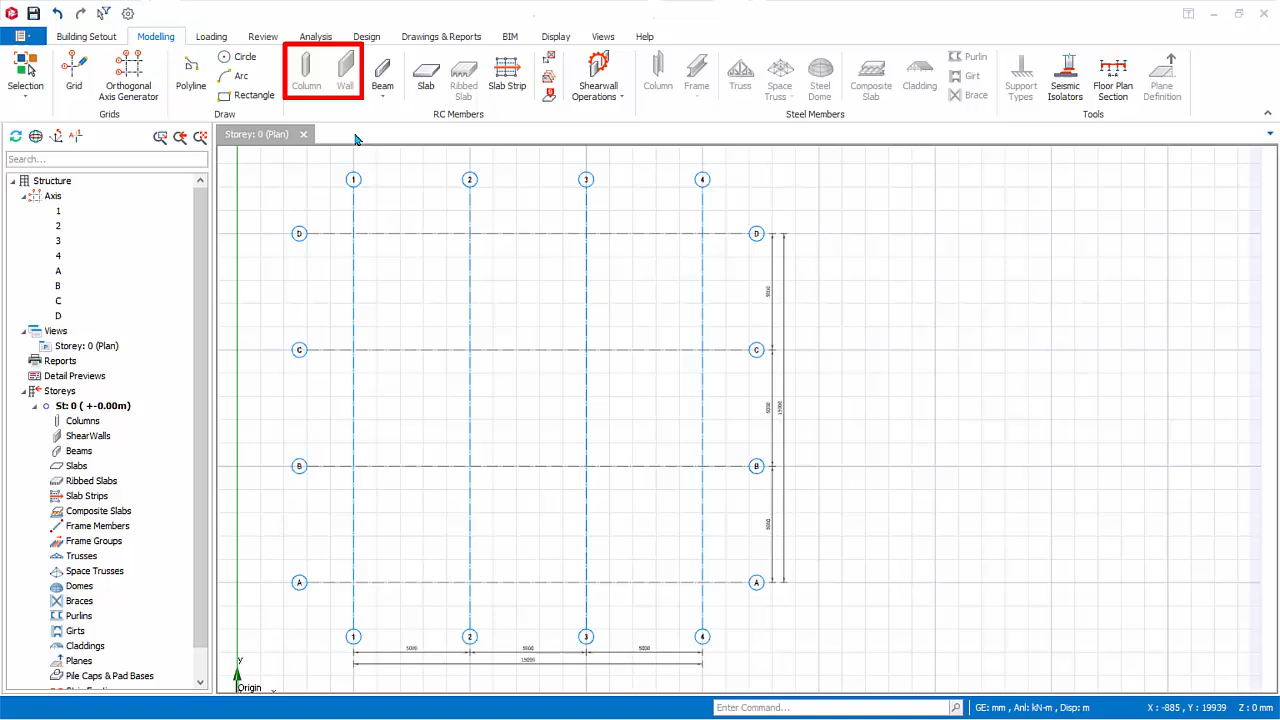 Building Setout Modelling Loading Review Analysis Design Drawings & Reports BIM Display Views Help
Selection
Grid
Orthogonal
Axis Generator
Grids
Polyline
Circle
Arc
Rectangle
Draw
Column
Wall
Beam
Slab
Ribbed
Slab
Slab Strip
RC Members
Shearwall
Operations
Column
Frame
Truss
Space
Truss
Steel
Dome
Composite
Slab
Cladding
Purlin
Girt
Brace
Steel Members
Support
Types
Seismic
Isolators
Floor Plan
Section
Plane
Definition
Tools
Search...
Structure
Axis
1
2
3
4
A
B
C
D
Views
Storey: 0 (Plan)
Reports
Detail Previews
Storeys
St: 0 ( +-0.00m)
Columns
ShearWalls
Beams
Slabs
Ribbed Slabs
Slab Strips
Composite Slabs
Frame Members
Frame Groups
Trusses
Space Trusses
Domes
Braces
Purlins
Girts
Claddings
Planes
Pile Caps & Pad Bases
Storey: 0 (Plan)
1 2 3 4
D D
5000
C C
5000 15000
B B
5000
A A
1 2 3 4
5000 5000 5000
15000
y
Origin
Enter Command...
GE: mm , Anl: kN-m , Disp: m
X : -885 , Y : 19939
Z : 0 mm